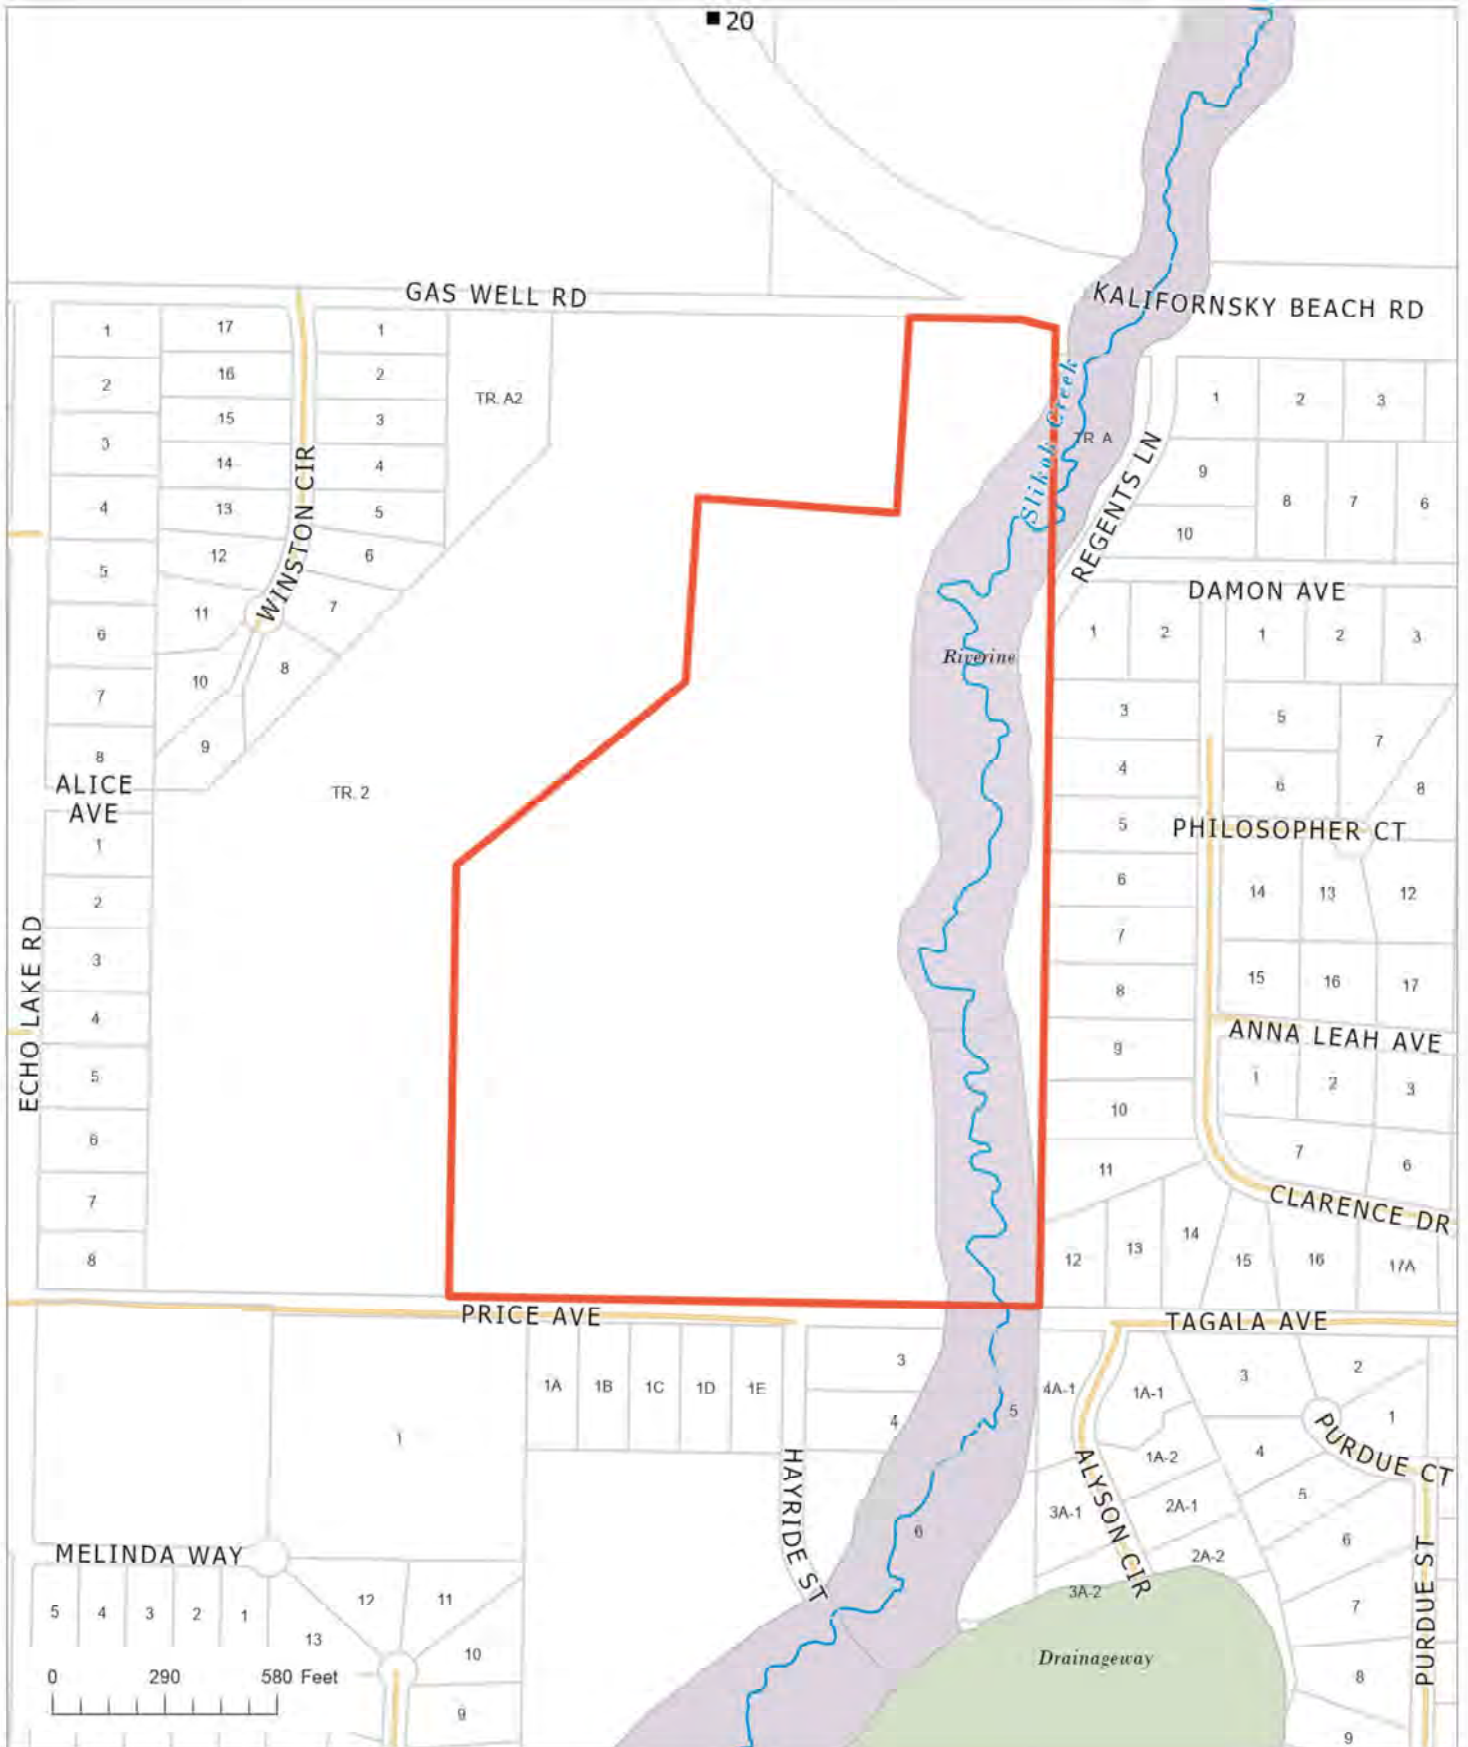 20
GAS WELL RD
KALIFORNSKY BEACH RD
1 17 1
2 16 2
TR. A2
3 15 3
4 14 4
13 5
5 12 6
11 7
6 10 8
7 9
8
WINSTON CIR
ALICE
AVE
TR. 2
1
2
3
4
5
6
7
8
ECHO LAKE RD
Slikok Creek
TR A
Riverine
REGENTS LN
1 2 3
9 8 7 6
10
DAMON AVE
1 2 1 2 3
3 5 7
4 6 8
PHILOSOPHER CT
5
6 14 13 12
7
8 15 16 17
ANNA LEAH AVE
9 1 2 3
10 7 6
11
CLARENCE DR
12 13 14 15 16 17A
PRICE AVE
TAGALA AVE
1A 1B 1C 1D 1E
3
4
5
6
1
HAYRIDE ST
4A-1 1A-1
1A-2
3A-1 2A-1
2A-2
3A-2
ALYSON CIR
3 2
1
4
5
6
7
8
9
PURDUE CT
PURDUE ST
MELINDA WAY
5 4 3 2 1
12 11
13 10
9
Drainageway
0 290 580 Feet